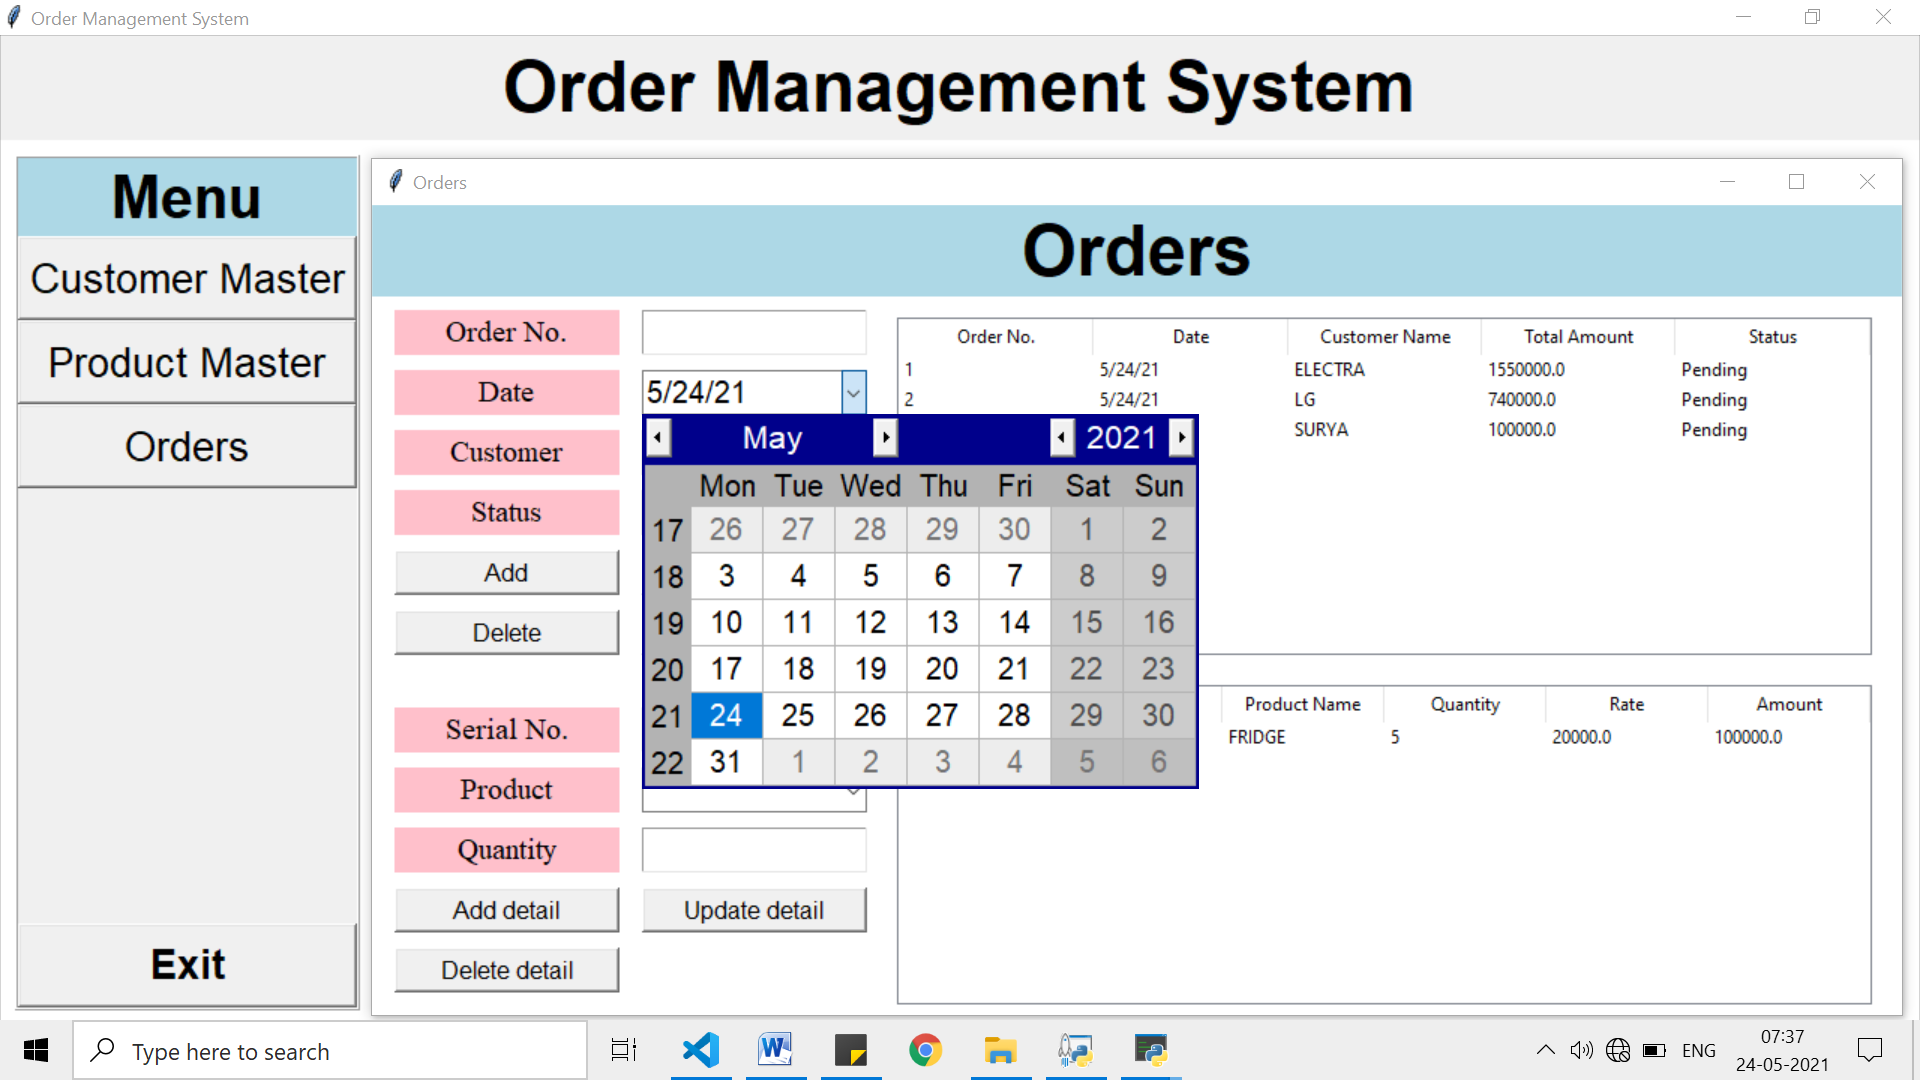 Order Management System
Order Management System
Menu
Customer Master
Product Master
Orders
Exit
Orders
Orders
Order No.
Date 5/24/21
Customer
Status
Add
Delete
Serial No.
Product
Quantity
Add detail Update detail
Delete detail
May 2021
Mon Tue Wed Thu Fri Sat Sun
17 26 27 28 29 30 1 2
18 3 4 5 6 7 8 9
19 10 11 12 13 14 15 16
20 17 18 19 20 21 22 23
21 24 25 26 27 28 29 30
22 31 1 2 3 4 5 6
Order No. Date Customer Name Total Amount Status
1 5/24/21 ELECTRA 1550000.0 Pending
2 5/24/21 LG 740000.0 Pending
SURYA 100000.0 Pending
Product Name Quantity Rate Amount
FRIDGE 5 20000.0 100000.0
Type here to search
ENG
07:37
24-05-2021